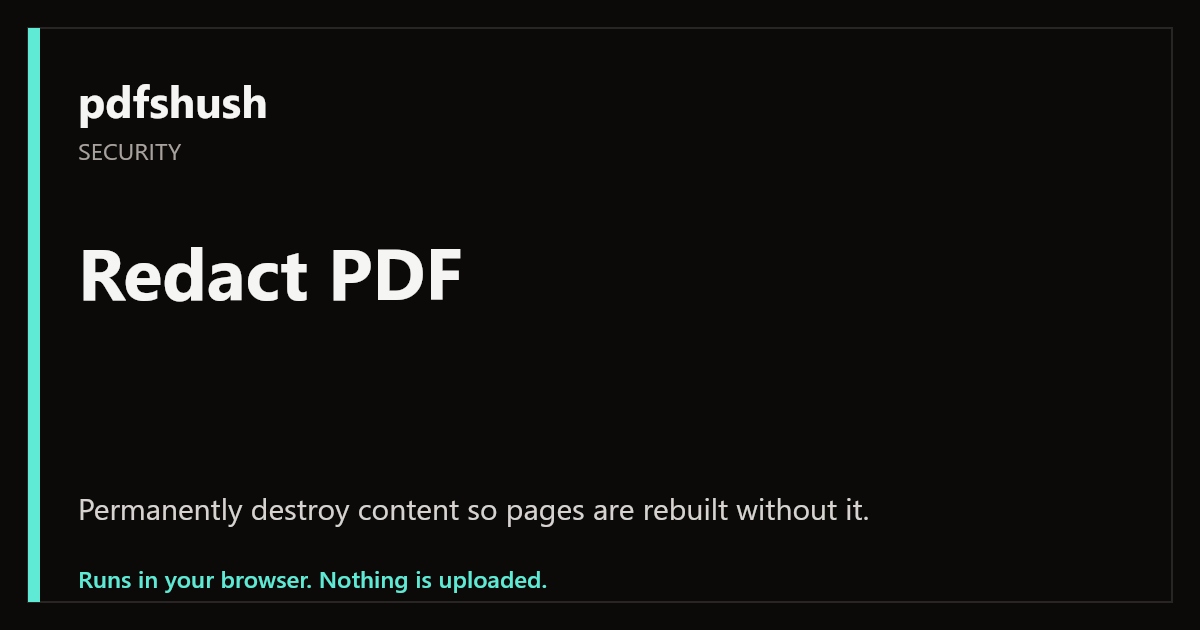 pdfshush
SECURITY
Redact PDF
Permanently destroy content so pages are rebuilt without it.
Runs in your browser. Nothing is uploaded.